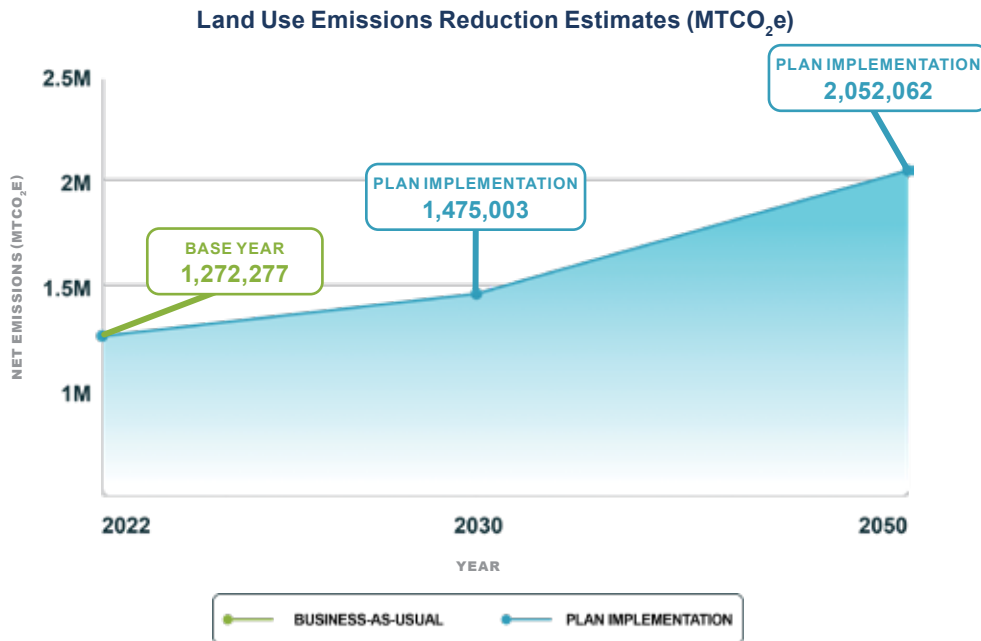 Land Use Emissions Reduction Estimates (MTCO₂e)
PLAN IMPLEMENTATION
2,052,062
2.5M
PLAN IMPLEMENTATION
1,475,003
2M
BASE YEAR
1,272,277
1.5M
1M
NET EMISSIONS (MTCO₂E)
2022
2030
2050
YEAR
BUSINESS-AS-USUAL
PLAN IMPLEMENTATION